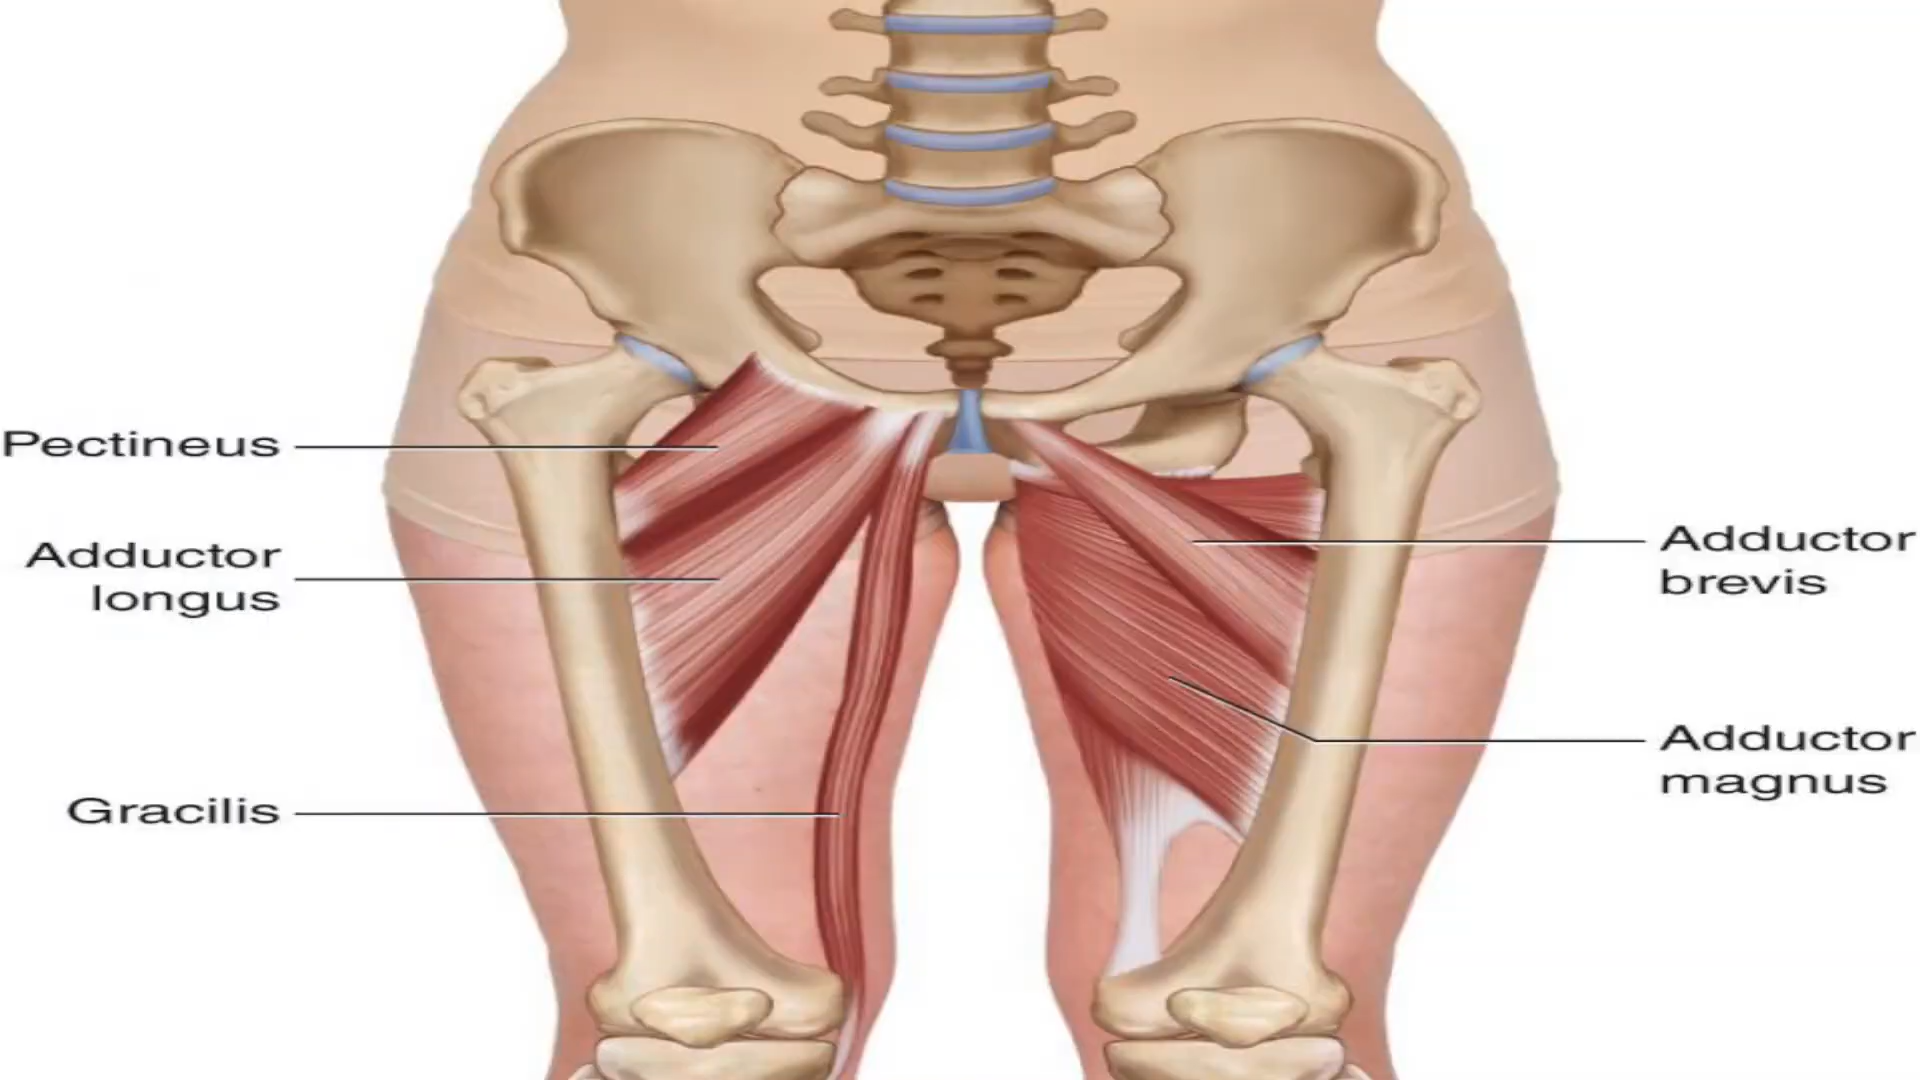 Pectineus
Adductor
longus
Gracilis
Adductor
brevis
Adductor
magnus